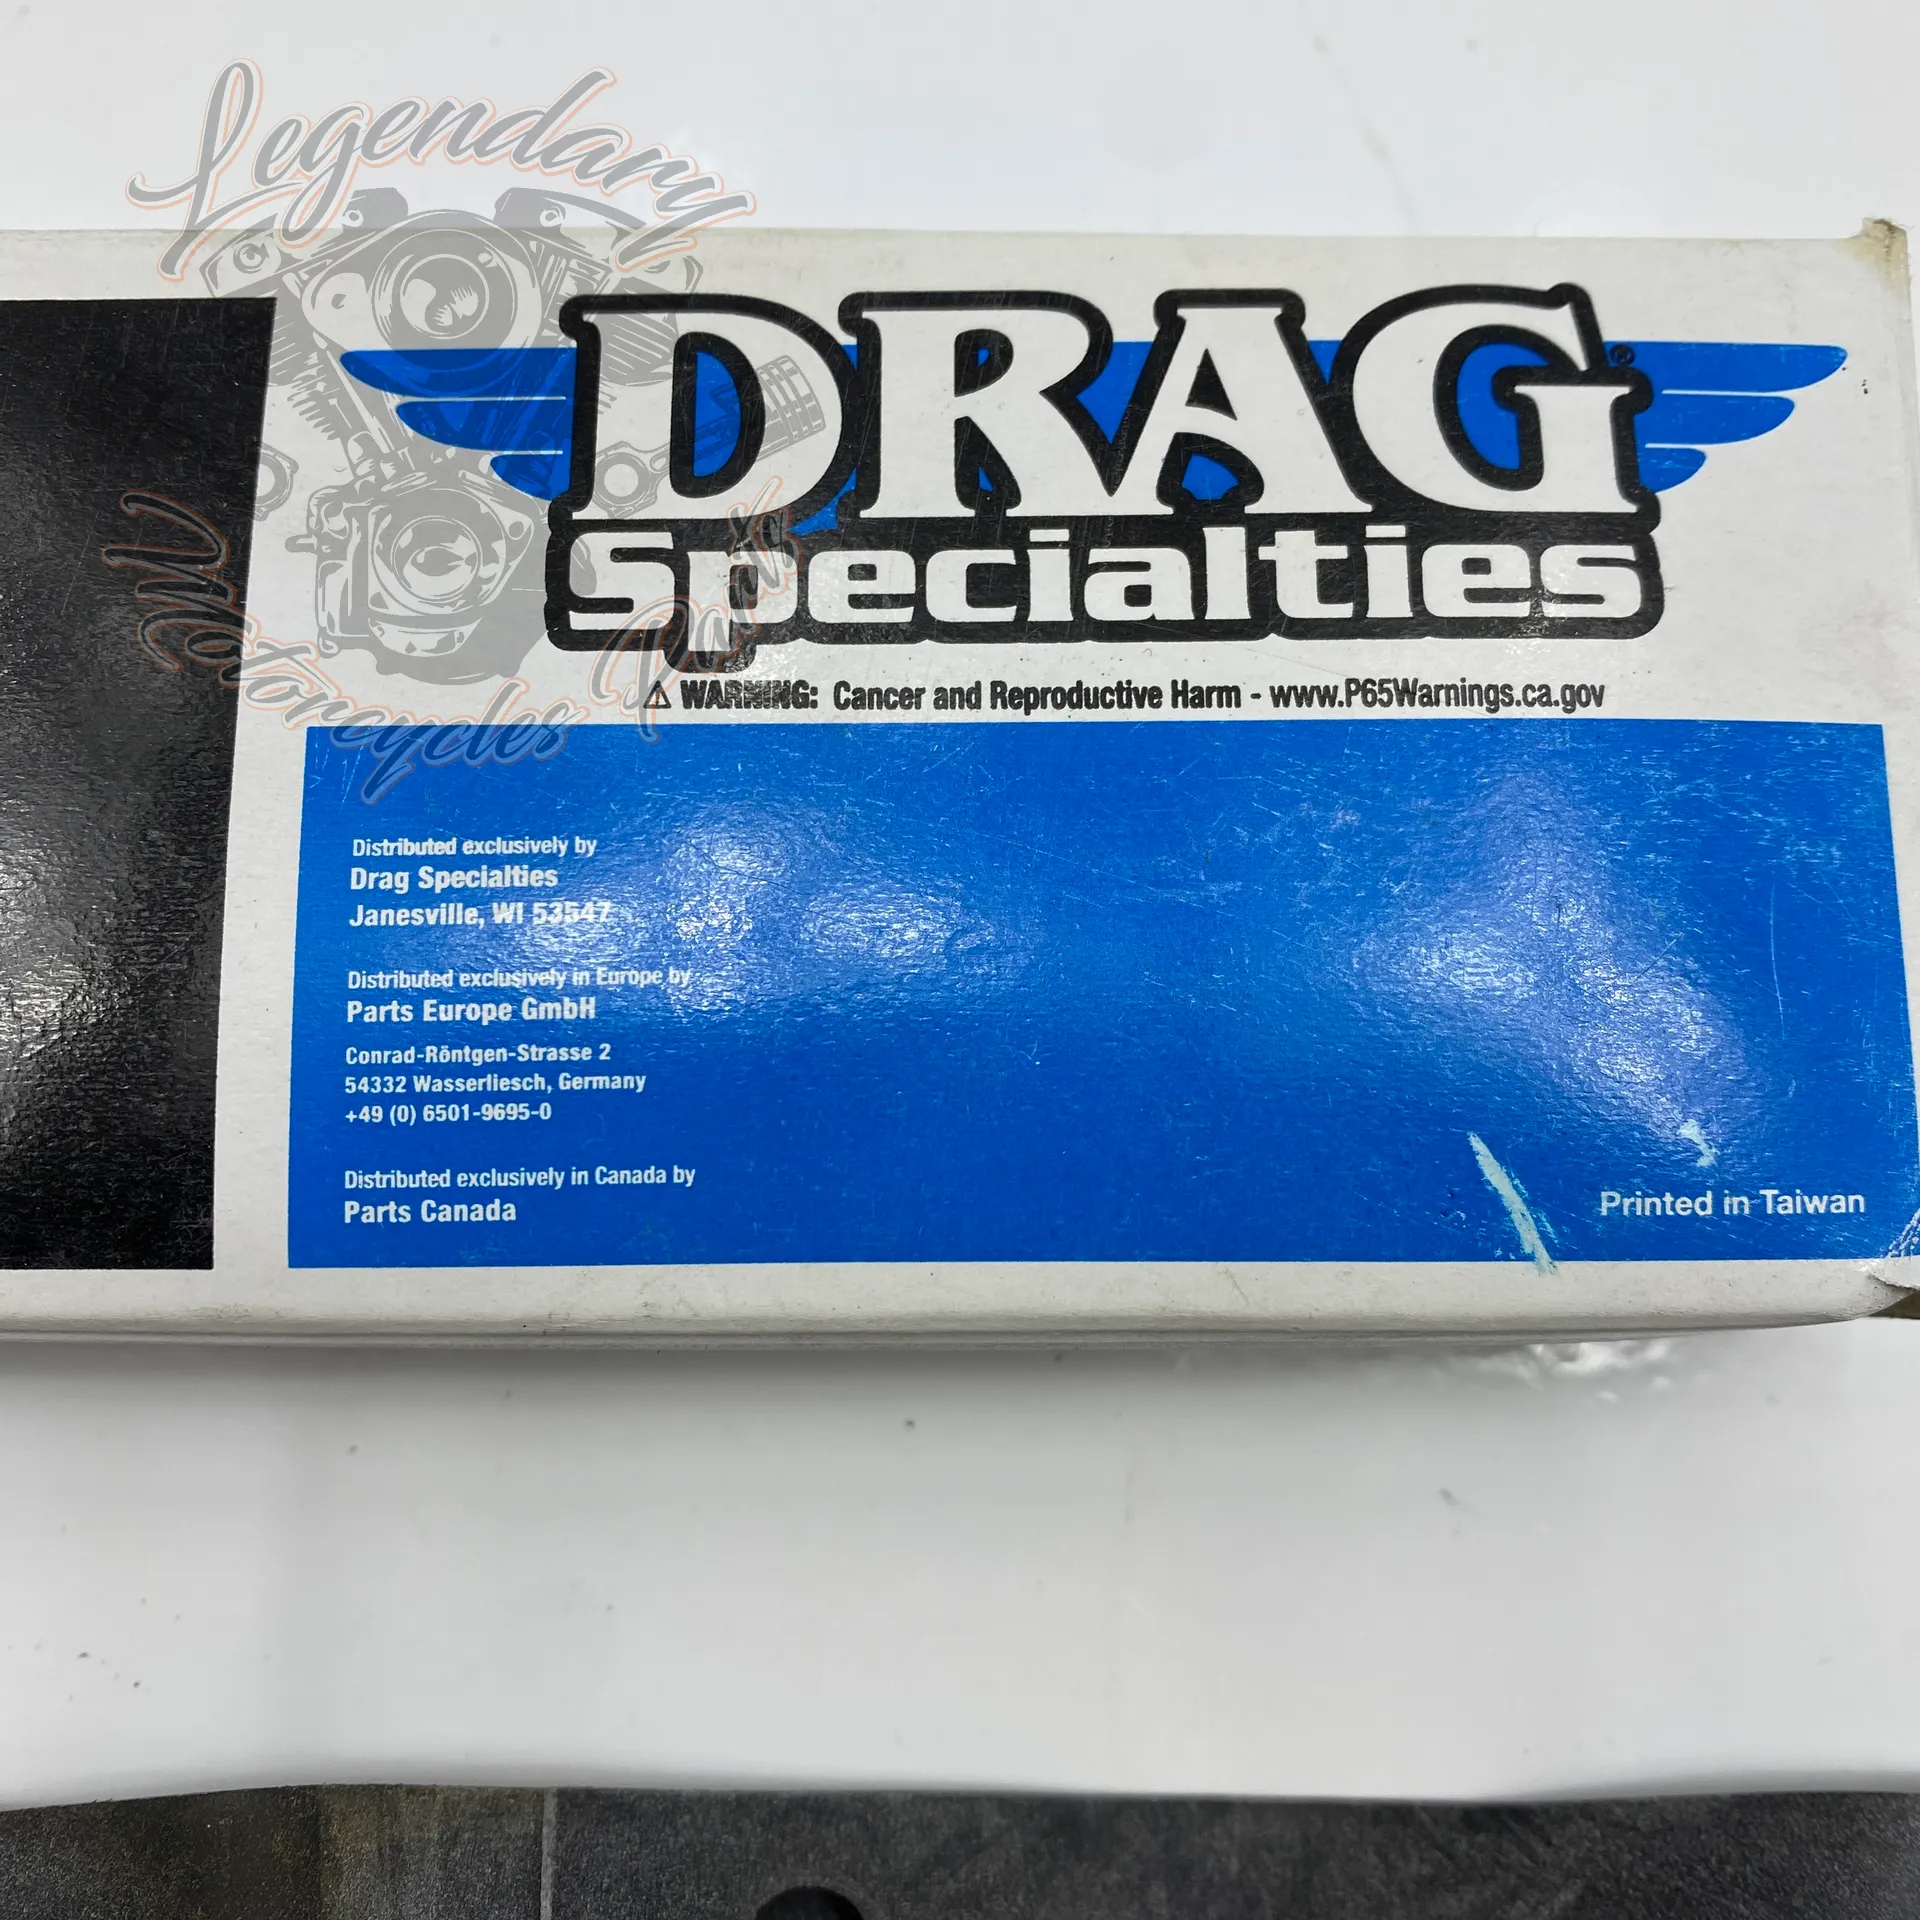 Legendary
Motorcycles Parts
DRAG®
Specialties
⚠ WARNING: Cancer and Reproductive Harm - www.P65Warnings.ca.gov
Distributed exclusively by
Drag Specialties
Janesville, WI 53547
Distributed exclusively in Europe by
Parts Europe GmbH
Conrad-Röntgen-Strasse 2
54332 Wasserliesch, Germany
+49 (0) 6501-9695-0
Distributed exclusively in Canada by
Parts Canada
Printed in Taiwan